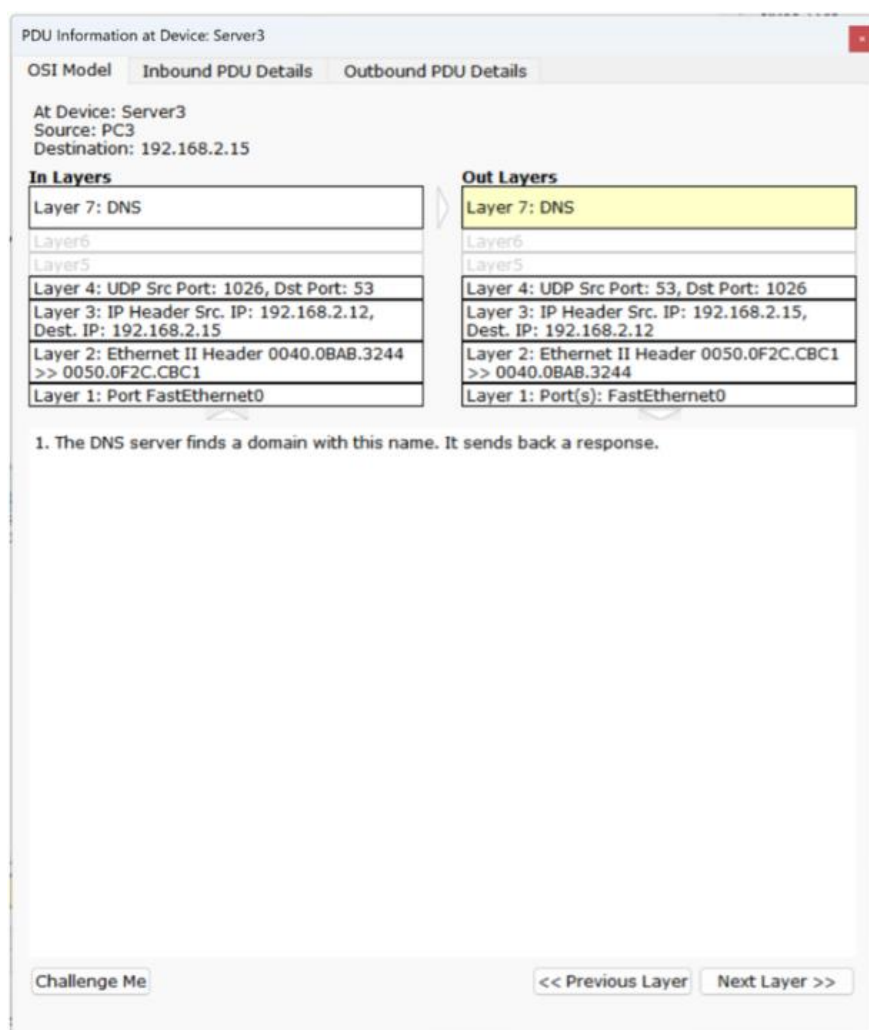 PDU Information at Device: Server3
OSI Model
Inbound PDU Details
Outbound PDU Details
At Device: Server3
Source: PC3
Destination: 192.168.2.15
In Layers
Layer 7: DNS
Layer6
Layer5
Layer 4: UDP Src Port: 1026, Dst Port: 53
Layer 3: IP Header Src. IP: 192.168.2.12,
Dest. IP: 192.168.2.15
Layer 2: Ethernet II Header 0040.0BAB.3244
>> 0050.0F2C.CBC1
Layer 1: Port FastEthernet0
Out Layers
Layer 7: DNS
Layer6
Layer5
Layer 4: UDP Src Port: 53, Dst Port: 1026
Layer 3: IP Header Src. IP: 192.168.2.15,
Dest. IP: 192.168.2.12
Layer 2: Ethernet II Header 0050.0F2C.CBC1
>> 0040.0BAB.3244
Layer 1: Port(s): FastEthernet0
1. The DNS server finds a domain with this name. It sends back a response.
Challenge Me
<< Previous Layer
Next Layer >>